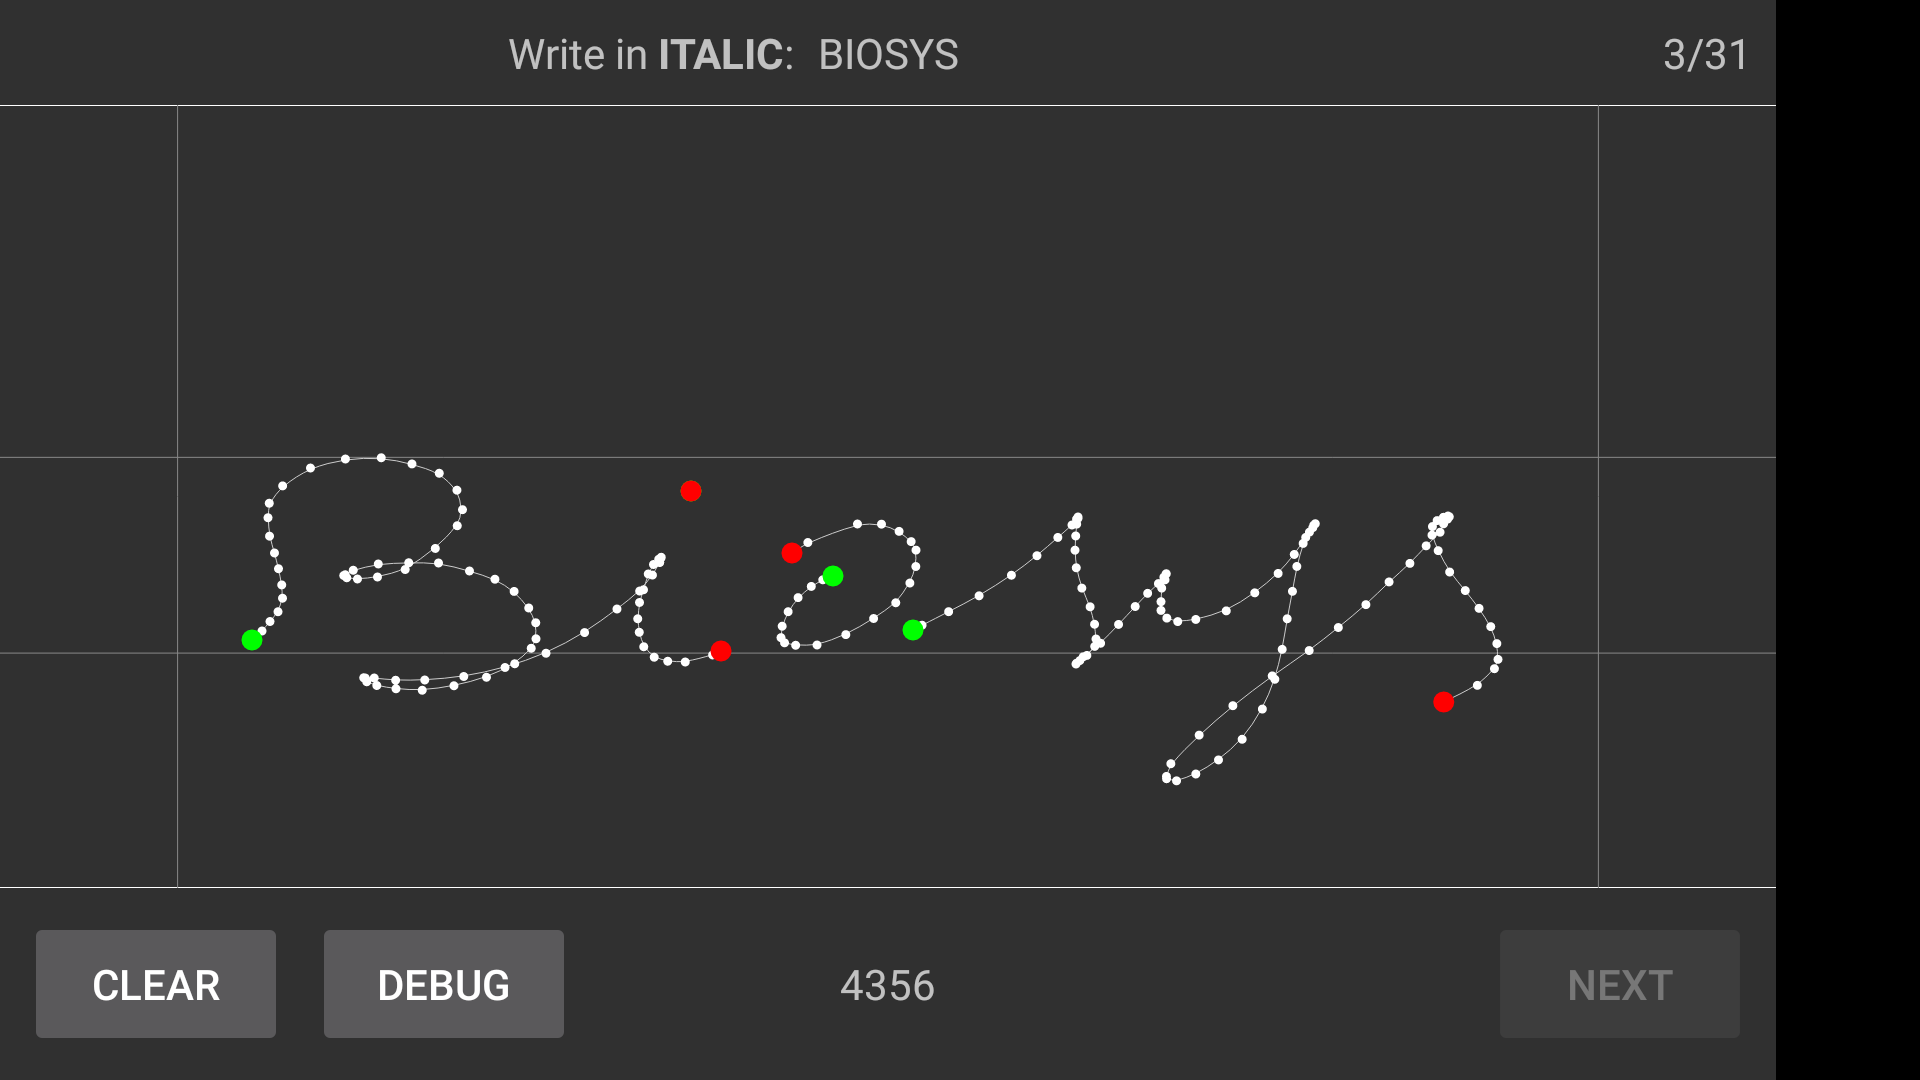 Write in ITALIC: BIOSYS
3/31
Biosys
CLEAR
DEBUG
4356
NEXT